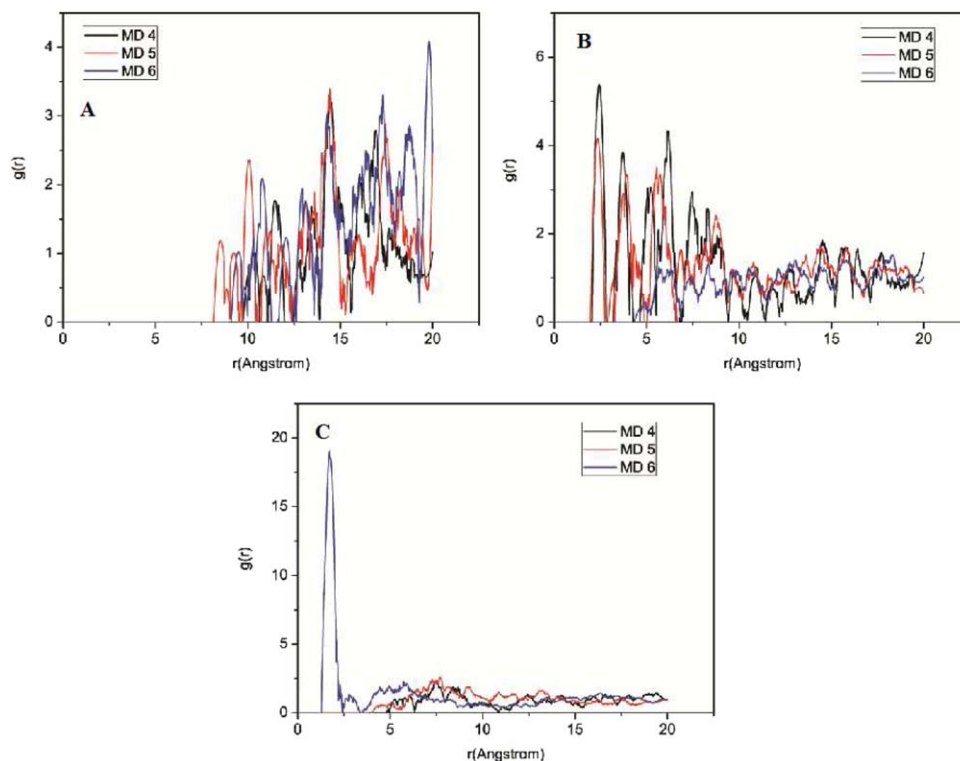 A
MD 4
MD 5
MD 6
g(r)
4
3
2
1
0
0 5 10 15 20
r(Angstrom)
B
MD 4
MD 5
MD 6
g(r)
6
4
2
0
0 5 10 15 20
r(Angstrom)
C
MD 4
MD 5
MD 6
g(r)
20
15
10
5
0
0 5 10 15 20
r(Angstrom)